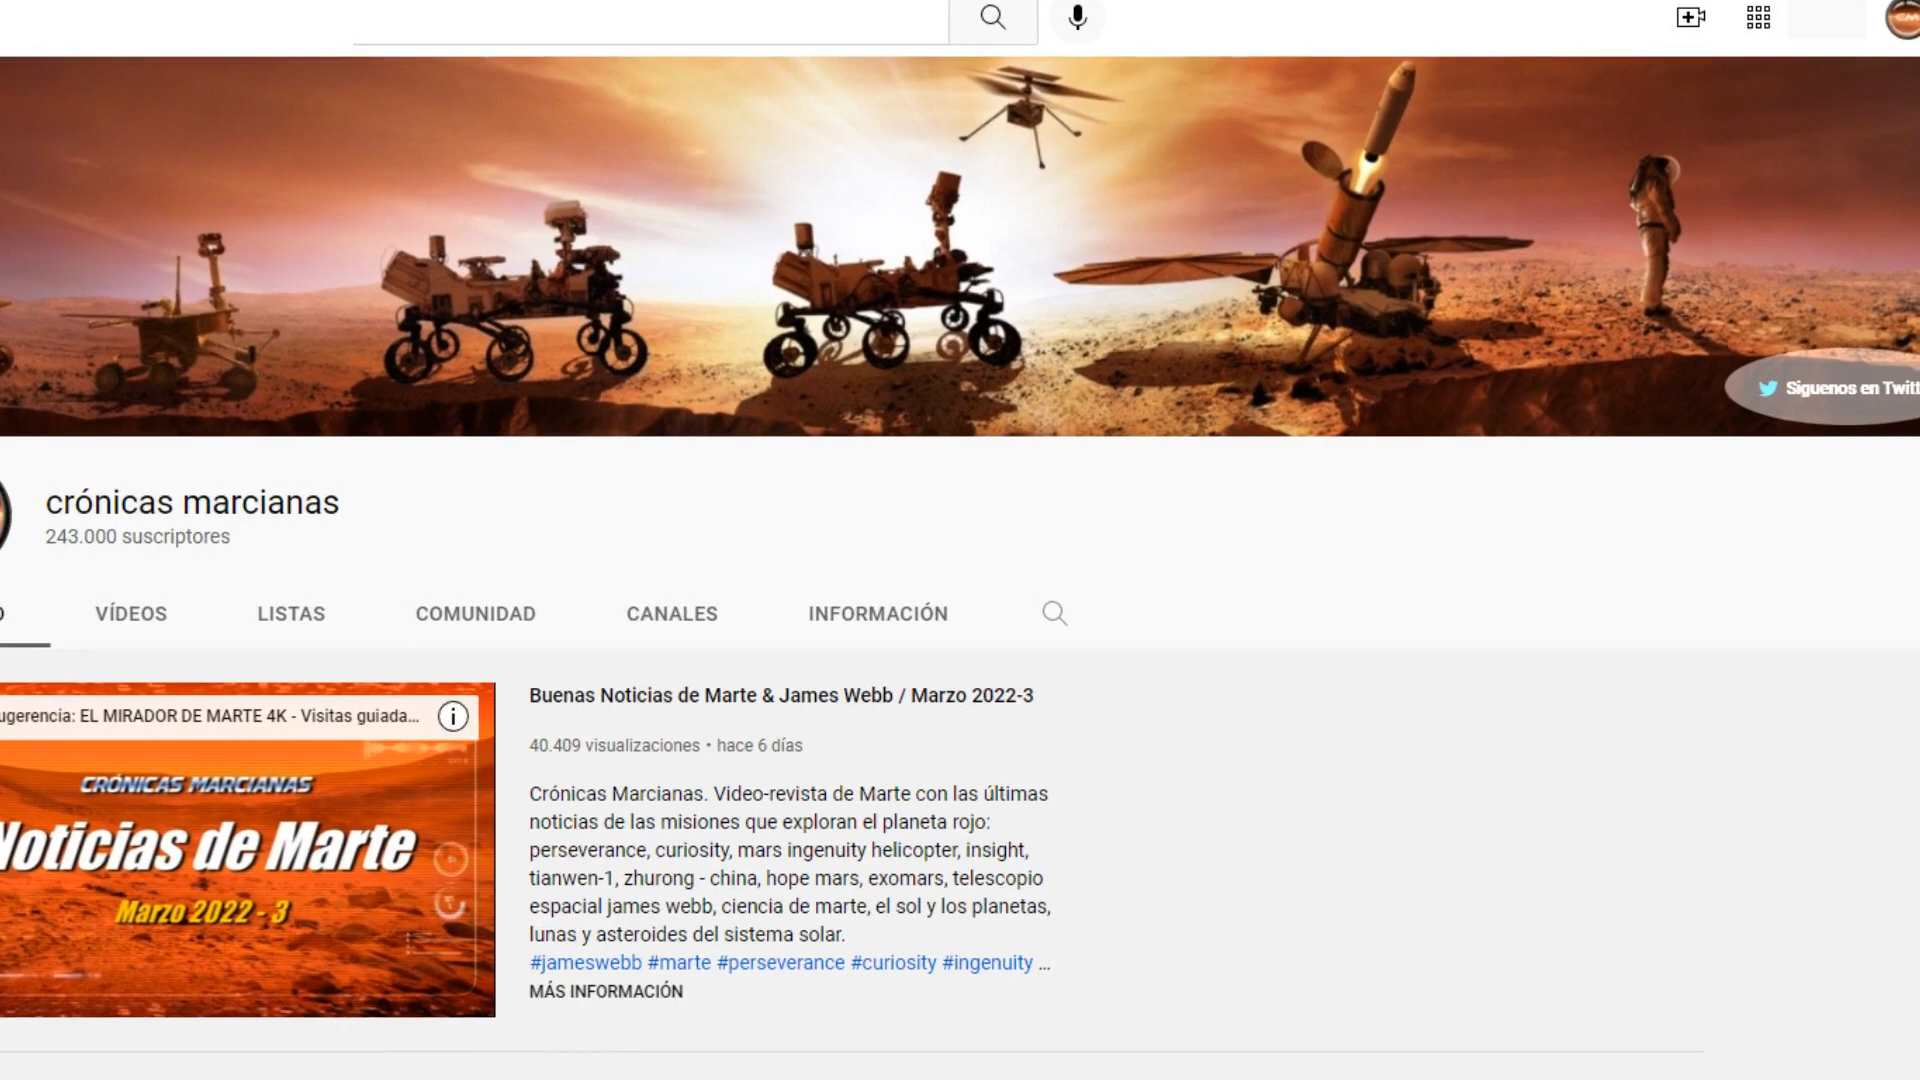 Síguenos en
crónicas marcianas
243.000 suscriptores
VÍDEOS
LISTAS
COMUNIDAD
CANALES
INFORMACIÓN
EL MIRADOR DE MARTE 4K - Visitas guiada...
CRÓNICAS MARCIANAS
Noticias de Marte
Marzo 2022 - 3
Buenas Noticias de Marte & James Webb / Marzo 2022-3
40.409 visualizaciones • hace 6 días
Crónicas Marcianas. Video-revista de Marte con las últimas
noticias de las misiones que exploran el planeta rojo:
perseverance, curiosity, mars ingenuity helicopter, insight,
tianwen-1, zhurong - china, hope mars, exomars, telescopio
espacial james webb, ciencia de marte, el sol y los planetas,
lunas y asteroides del sistema solar.
#jameswebb #marte #perseverance #curiosity #ingenuity ...
MÁS INFORMACIÓN